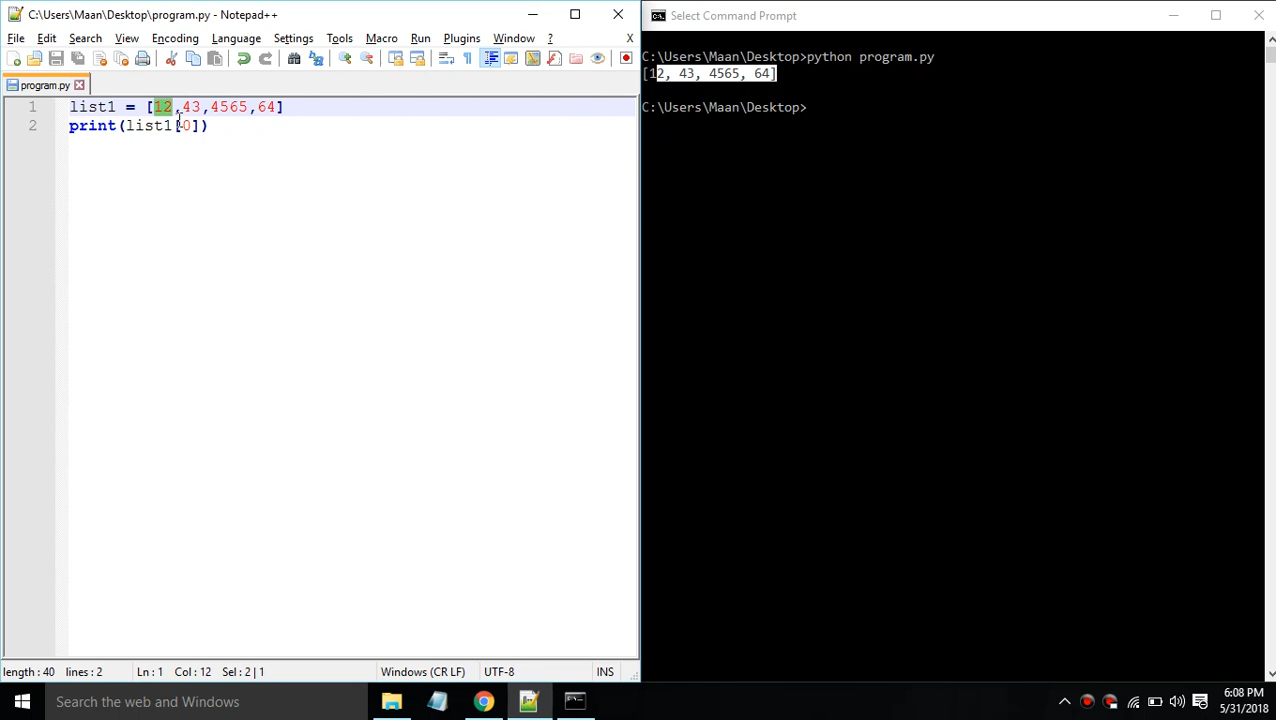 C:\Users\Maan\Desktop\program.py - Notepad++
File Edit Search View Encoding Language Settings Tools Macro Run Plugins Window ? X
program.py
1 list1 = [12,43,4565,64]
2 print(list1[0])
length : 40 lines : 2 Ln : 1 Col : 12 Sel : 2 | 1 Windows (CR LF) UTF-8 INS
Select Command Prompt
C:\Users\Maan\Desktop>python program.py
[12, 43, 4565, 64]
C:\Users\Maan\Desktop>
Search the web and Windows
6:08 PM
5/31/2018